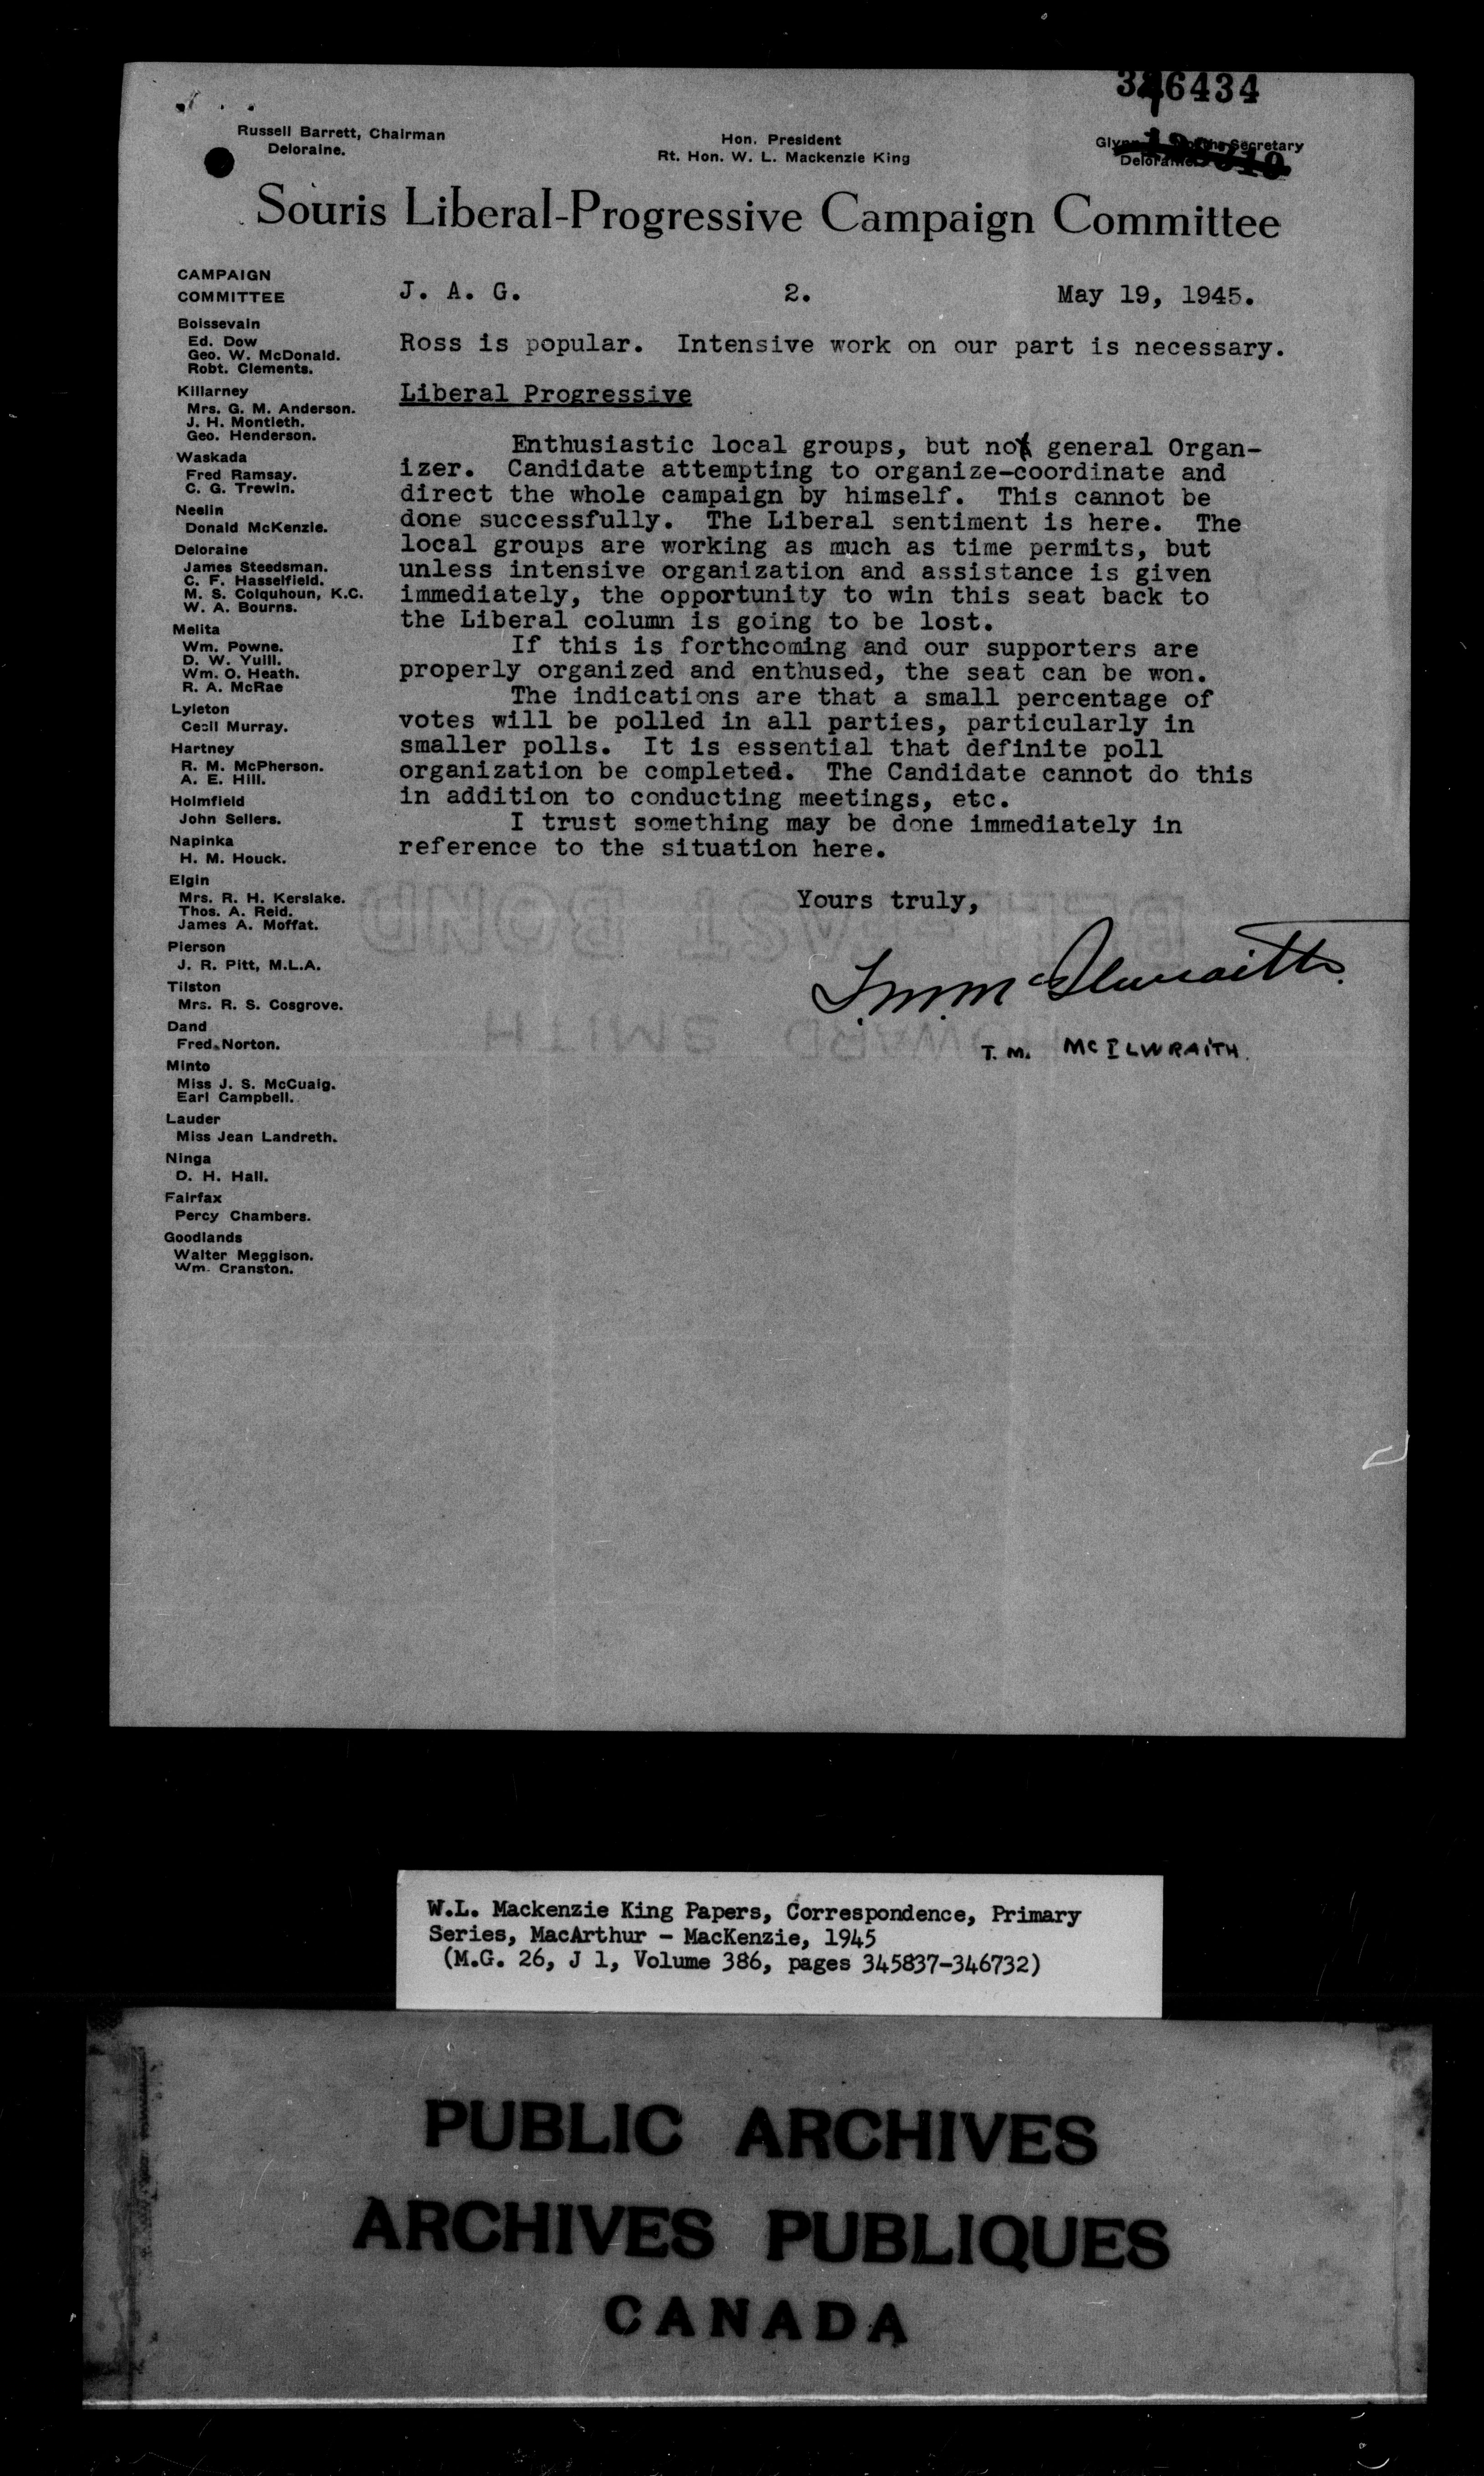 346434
Russell Barrett, Chairman
Deloraine.
Hon. President
Rt. Hon. W. L. Mackenzie King
Secretary
Deloraine.
Souris Liberal-Progressive Campaign Committee
CAMPAIGN
COMMITTEE
Boissevain
Ed. Dow
Geo. W. McDonald.
Robt. Clements.
Killarney
Mrs. G. M. Anderson.
J. H. Montieth.
Geo. Henderson.
Waskada
Fred Ramsay.
C. G. Trewin.
Neelin
Donald McKenzie.
Deloraine
James Steedsman.
C. F. Hasselfield.
M. S. Colquhoun, K.C.
W. A. Bourns.
Melita
Wm. Powne.
D. W. Yuill.
Wm. O. Heath.
R. A. McRae
Lyleton
Cecil Murray.
Hartney
R. M. McPherson.
A. E. Hill.
Holmfield
John Sellers.
Napinka
H. M. Houck.
Elgin
Mrs. R. H. Kerslake.
Thos. A. Reid.
James A. Moffat.
Pierson
J. R. Pitt, M.L.A.
Tilston
Mrs. R. S. Cosgrove.
Dand
Fred Norton.
Minto
Miss J. S. McCuaig.
Earl Campbell.
Lauder
Miss Jean Landreth.
Ninga
D. H. Hall.
Fairfax
Percy Chambers.
Goodlands
Walter Meggison.
Wm. Cranston.
J. A. G. 2. May 19, 1945.
Ross is popular. Intensive work on our part is necessary.
Liberal Progressive
Enthusiastic local groups, but no general Organ-
izer. Candidate attempting to organize-coordinate and
direct the whole campaign by himself. This cannot be
done successfully. The Liberal sentiment is here. The
local groups are working as much as time permits, but
unless intensive organization and assistance is given
immediately, the opportunity to win this seat back to
the Liberal column is going to be lost.
If this is forthcoming and our supporters are
properly organized and enthused, the seat can be won.
The indications are that a small percentage of
votes will be polled in all parties, particularly in
smaller polls. It is essential that definite poll
organization be completed. The Candidate cannot do this
in addition to conducting meetings, etc.
I trust something may be done immediately in
reference to the situation here.
Yours truly,
T.M. McIlwraith.
T. M. McILWRAITH.
W.L. Mackenzie King Papers, Correspondence, Primary
Series, MacArthur - MacKenzie, 1945
(M.G. 26, J 1, Volume 386, pages 345837-346732)
PUBLIC ARCHIVES
ARCHIVES PUBLIQUES
CANADA